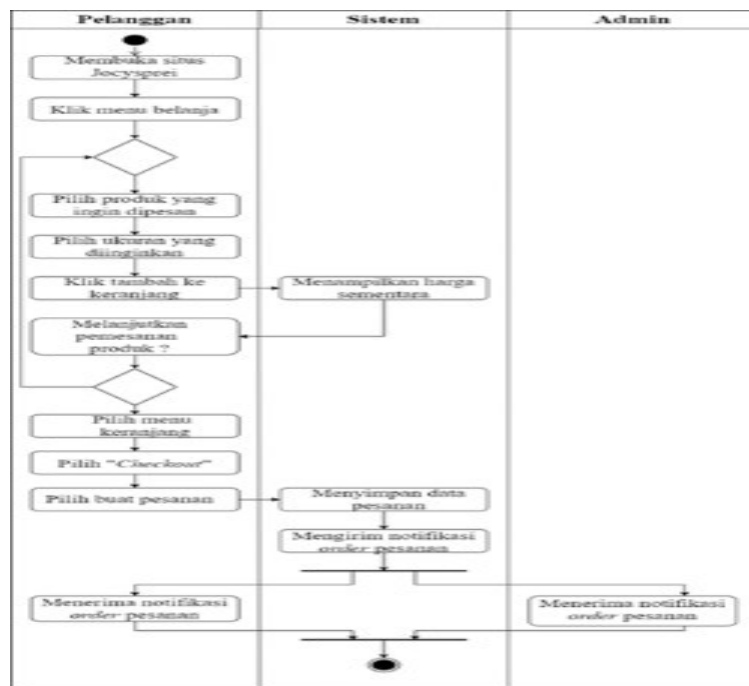 Pelanggan
Sistem
Admin
Membuka situs
Jocysprei
Klik menu belanja
Pilih produk yang
ingin dipesan
Pilih ukuran yang
diinginkan
Klik tambah ke
keranjang
Menampilkan harga
sementara
Melanjutkan
pemesanan
produk ?
Pilih menu
keranjang
Pilih "Checkout"
Pilih buat pesanan
Menyimpan data
pesanan
Mengirim notifikasi
order pesanan
Menerima notifikasi
order pesanan
Menerima notifikasi
order pesanan